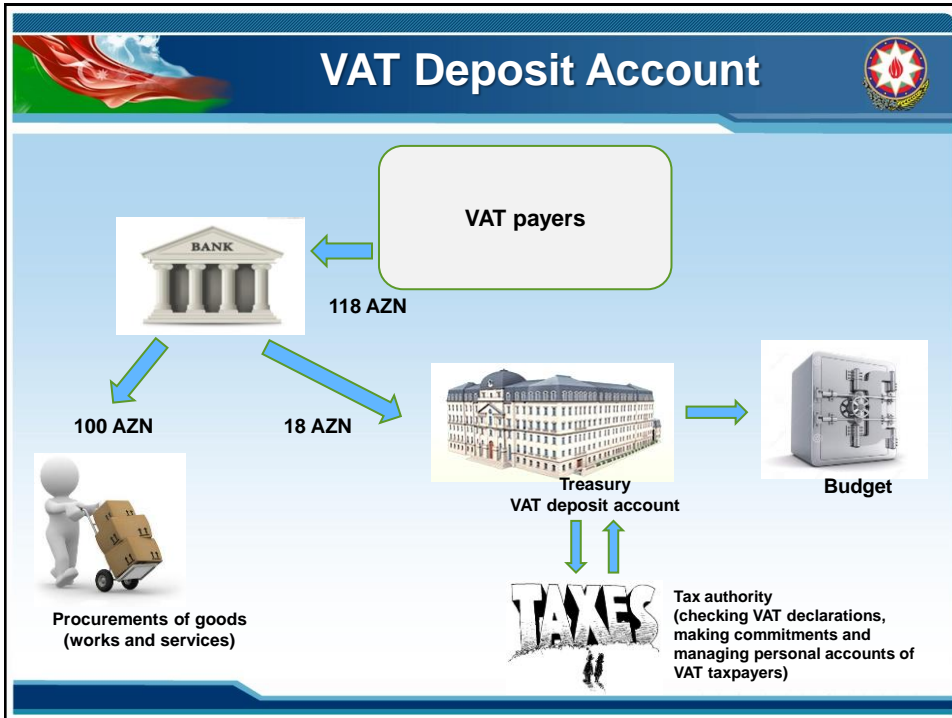 VAT Deposit Account
VAT payers
BANK
118 AZN
100 AZN
18 AZN
Treasury
VAT deposit account
Budget
Procurements of goods
(works and services)
TAXES
Tax authority
(checking VAT declarations,
making commitments and
managing personal accounts of
VAT taxpayers)